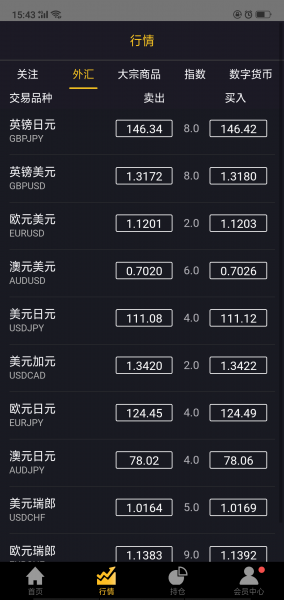 15:43
行情
关注 外汇 大宗商品 指数 数字货币
交易品种 卖出 买入
英镑日元
GBPJPY
146.34 8.0 146.42
英镑美元
GBPUSD
1.3172 8.0 1.3180
欧元美元
EURUSD
1.1201 2.0 1.1203
澳元美元
AUDUSD
0.7020 6.0 0.7026
美元日元
USDJPY
111.08 4.0 111.12
美元加元
USDCAD
1.3420 2.0 1.3422
欧元日元
EURJPY
124.45 4.0 124.49
澳元日元
AUDJPY
78.02 4.0 78.06
美元瑞郎
USDCHF
1.0164 5.0 1.0169
欧元瑞郎
1.1383 9.0 1.1392
首页 行情 持仓 会员中心